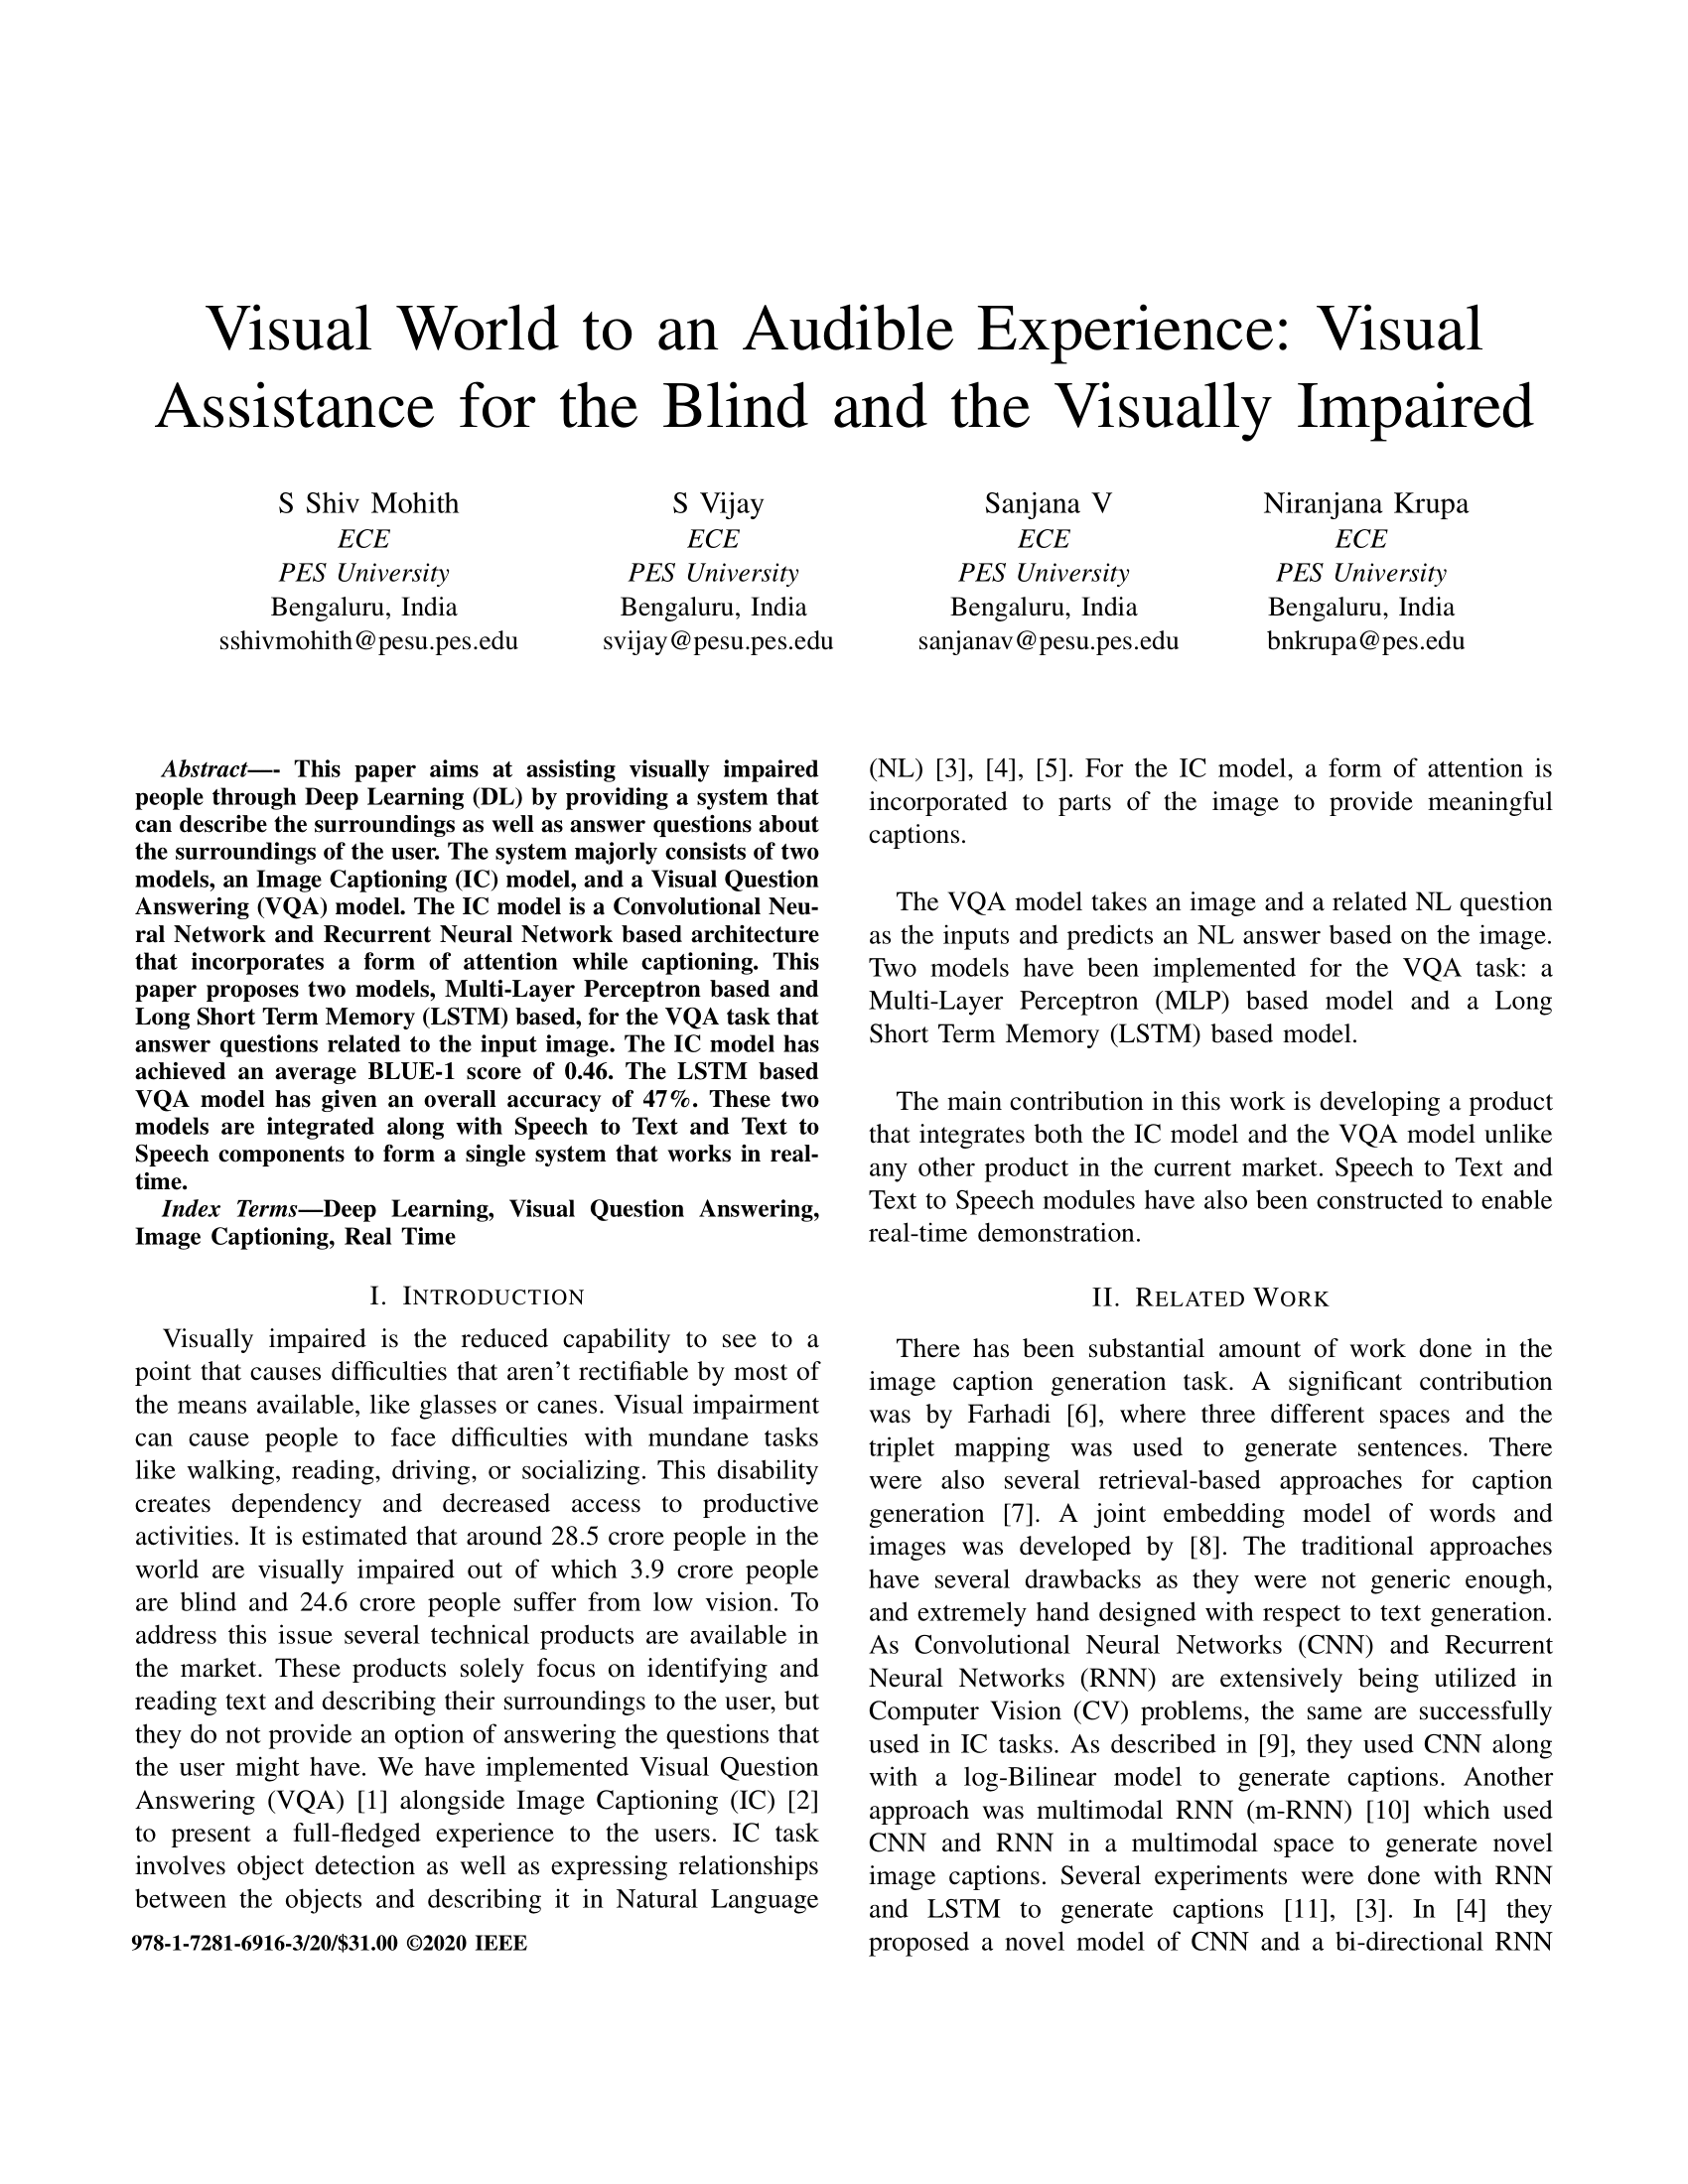 Visual World to an Audible Experience: Visual
Assistance for the Blind and the Visually Impaired
S Shiv Mohith
ECE
PES University
Bengaluru, India
sshivmohith@pesu.pes.edu
S Vijay
ECE
PES University
Bengaluru, India
svijay@pesu.pes.edu
Sanjana V
ECE
PES University
Bengaluru, India
sanjanav@pesu.pes.edu
Niranjana Krupa
ECE
PES University
Bengaluru, India
bnkrupa@pes.edu
Abstract—- This paper aims at assisting visually impaired
people through Deep Learning (DL) by providing a system that
can describe the surroundings as well as answer questions about
the surroundings of the user. The system majorly consists of two
models, an Image Captioning (IC) model, and a Visual Question
Answering (VQA) model. The IC model is a Convolutional Neu-
ral Network and Recurrent Neural Network based architecture
that incorporates a form of attention while captioning. This
paper proposes two models, Multi-Layer Perceptron based and
Long Short Term Memory (LSTM) based, for the VQA task that
answer questions related to the input image. The IC model has
achieved an average BLUE-1 score of 0.46. The LSTM based
VQA model has given an overall accuracy of 47%. These two
models are integrated along with Speech to Text and Text to
Speech components to form a single system that works in real-
time.
Index Terms—Deep Learning, Visual Question Answering,
Image Captioning, Real Time
I. INTRODUCTION
Visually impaired is the reduced capability to see to a
point that causes difficulties that aren't rectifiable by most of
the means available, like glasses or canes. Visual impairment
can cause people to face difficulties with mundane tasks
like walking, reading, driving, or socializing. This disability
creates dependency and decreased access to productive
activities. It is estimated that around 28.5 crore people in the
world are visually impaired out of which 3.9 crore people
are blind and 24.6 crore people suffer from low vision. To
address this issue several technical products are available in
the market. These products solely focus on identifying and
reading text and describing their surroundings to the user, but
they do not provide an option of answering the questions that
the user might have. We have implemented Visual Question
Answering (VQA) [1] alongside Image Captioning (IC) [2]
to present a full-fledged experience to the users. IC task
involves object detection as well as expressing relationships
between the objects and describing it in Natural Language
978-1-7281-6916-3/20/$31.00 ©2020 IEEE
(NL) [3], [4], [5]. For the IC model, a form of attention is
incorporated to parts of the image to provide meaningful
captions.
The VQA model takes an image and a related NL question
as the inputs and predicts an NL answer based on the image.
Two models have been implemented for the VQA task: a
Multi-Layer Perceptron (MLP) based model and a Long
Short Term Memory (LSTM) based model.
The main contribution in this work is developing a product
that integrates both the IC model and the VQA model unlike
any other product in the current market. Speech to Text and
Text to Speech modules have also been constructed to enable
real-time demonstration.
II. RELATED WORK
There has been substantial amount of work done in the
image caption generation task. A significant contribution
was by Farhadi [6], where three different spaces and the
triplet mapping was used to generate sentences. There
were also several retrieval-based approaches for caption
generation [7]. A joint embedding model of words and
images was developed by [8]. The traditional approaches
have several drawbacks as they were not generic enough,
and extremely hand designed with respect to text generation.
As Convolutional Neural Networks (CNN) and Recurrent
Neural Networks (RNN) are extensively being utilized in
Computer Vision (CV) problems, the same are successfully
used in IC tasks. As described in [9], they used CNN along
with a log-Bilinear model to generate captions. Another
approach was multimodal RNN (m-RNN) [10] which used
CNN and RNN in a multimodal space to generate novel
image captions. Several experiments were done with RNN
and LSTM to generate captions [11], [3]. In [4] they
proposed a novel model of CNN and a bi-directional RNN